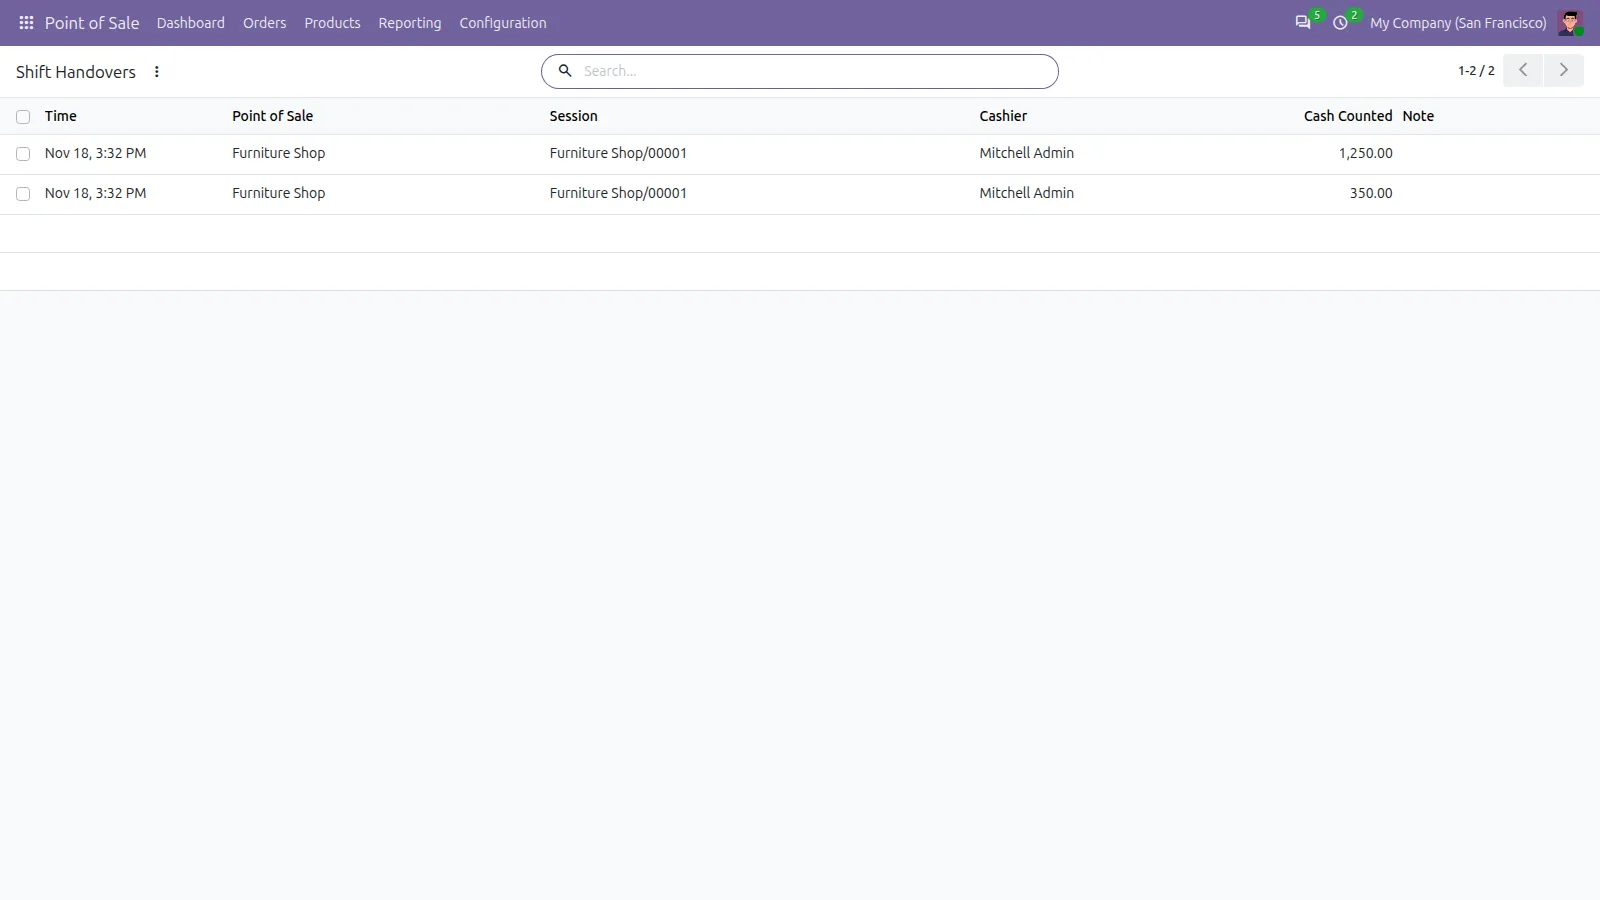 Point of Sale Dashboard Orders Products Reporting Configuration 5 2 My Company (San Francisco)
Shift Handovers Search... 1-2 / 2
Time Point of Sale Session Cashier Cash Counted Note
Nov 18, 3:32 PM Furniture Shop Furniture Shop/00001 Mitchell Admin 1,250.00
Nov 18, 3:32 PM Furniture Shop Furniture Shop/00001 Mitchell Admin 350.00